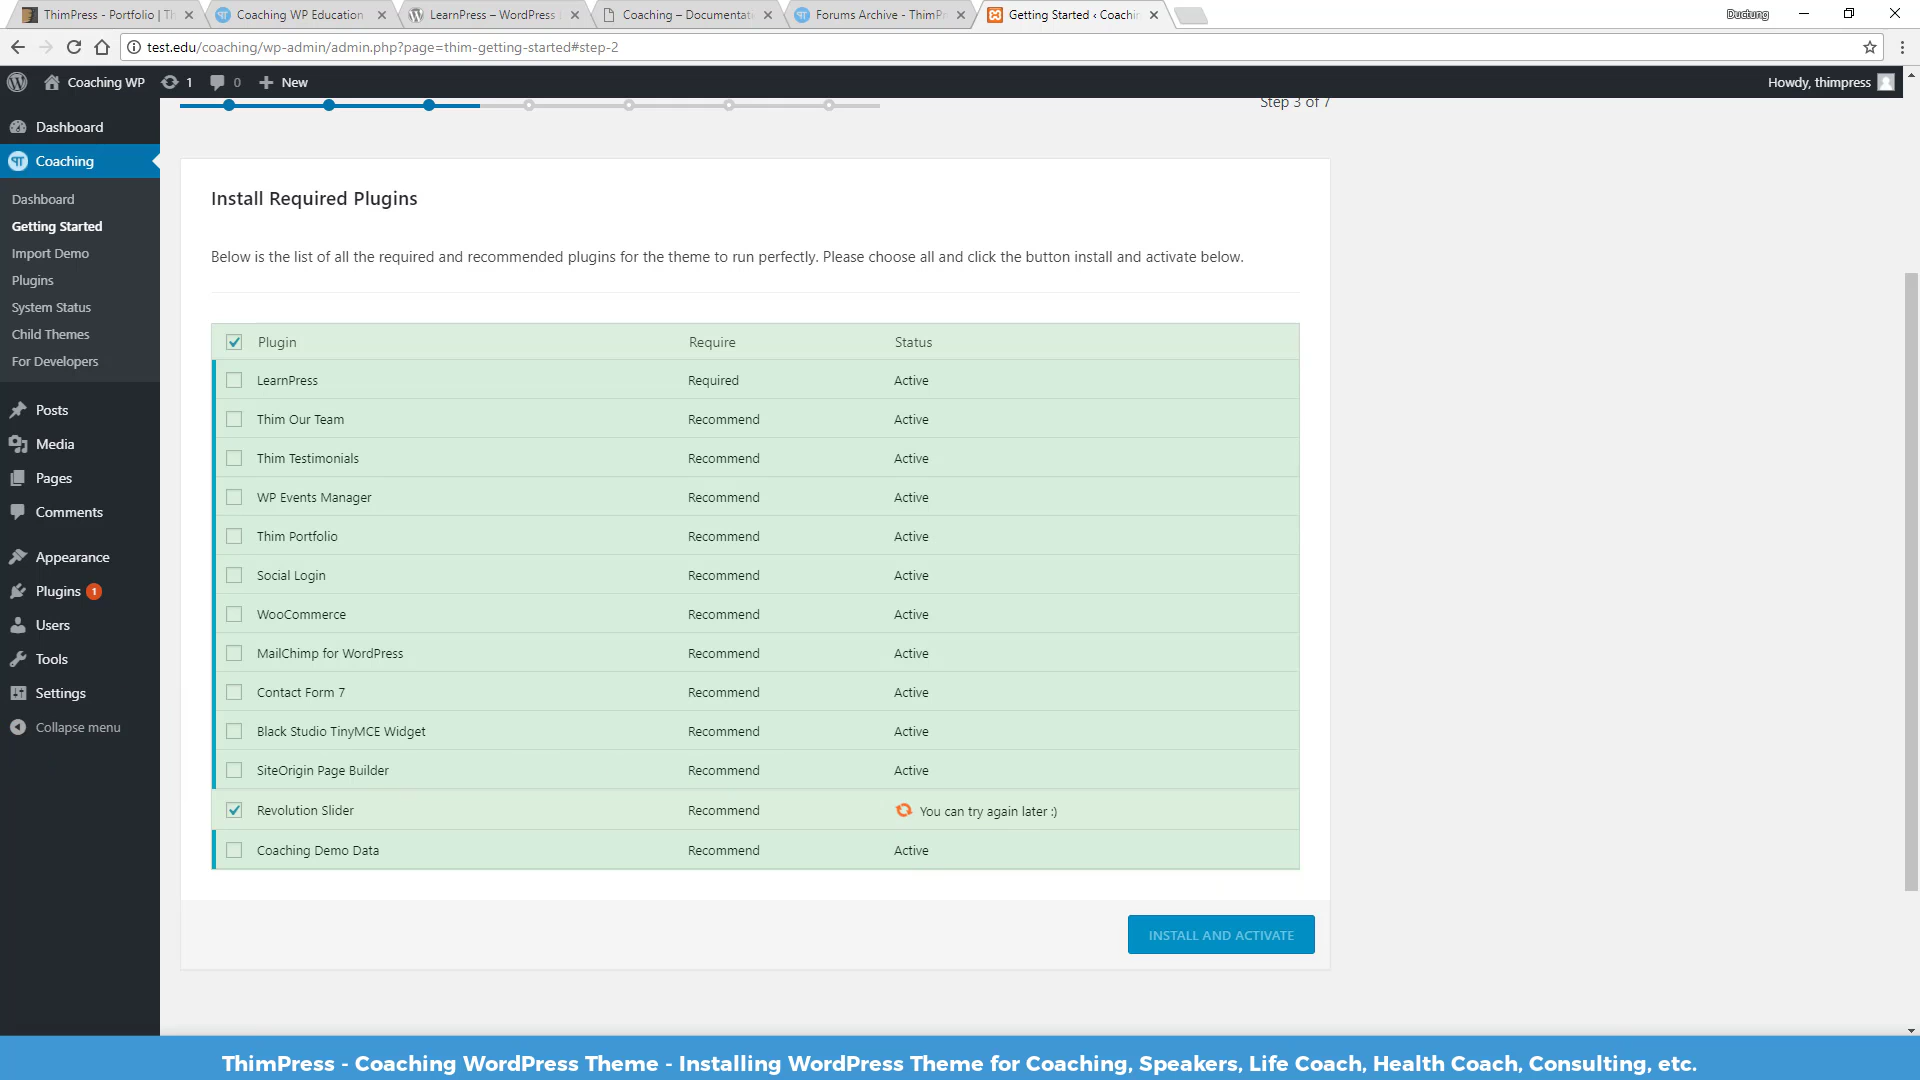 ThimPress - Portfolio | Th
Coaching WP Education
LearnPress – WordPress
Coaching – Documentat
Forums Archive - ThimP
Getting Started ‹ Coachin
Ductung
test.edu/coaching/wp-admin/admin.php?page=thim-getting-started#step-2
Coaching WP
1
0
New
Howdy, thimpress
Step 3 of 7
Dashboard
Coaching
Dashboard
Getting Started
Import Demo
Plugins
System Status
Child Themes
For Developers
Posts
Media
Pages
Comments
Appearance
Plugins 1
Users
Tools
Settings
Collapse menu
Install Required Plugins
Below is the list of all the required and recommended plugins for the theme to run perfectly. Please choose all and click the button install and activate below.
Plugin Require Status
LearnPress Required Active
Thim Our Team Recommend Active
Thim Testimonials Recommend Active
WP Events Manager Recommend Active
Thim Portfolio Recommend Active
Social Login Recommend Active
WooCommerce Recommend Active
MailChimp for WordPress Recommend Active
Contact Form 7 Recommend Active
Black Studio TinyMCE Widget Recommend Active
SiteOrigin Page Builder Recommend Active
Revolution Slider Recommend You can try again later :)
Coaching Demo Data Recommend Active
INSTALL AND ACTIVATE
ThimPress - Coaching WordPress Theme - Installing WordPress Theme for Coaching, Speakers, Life Coach, Health Coach, Consulting, etc.